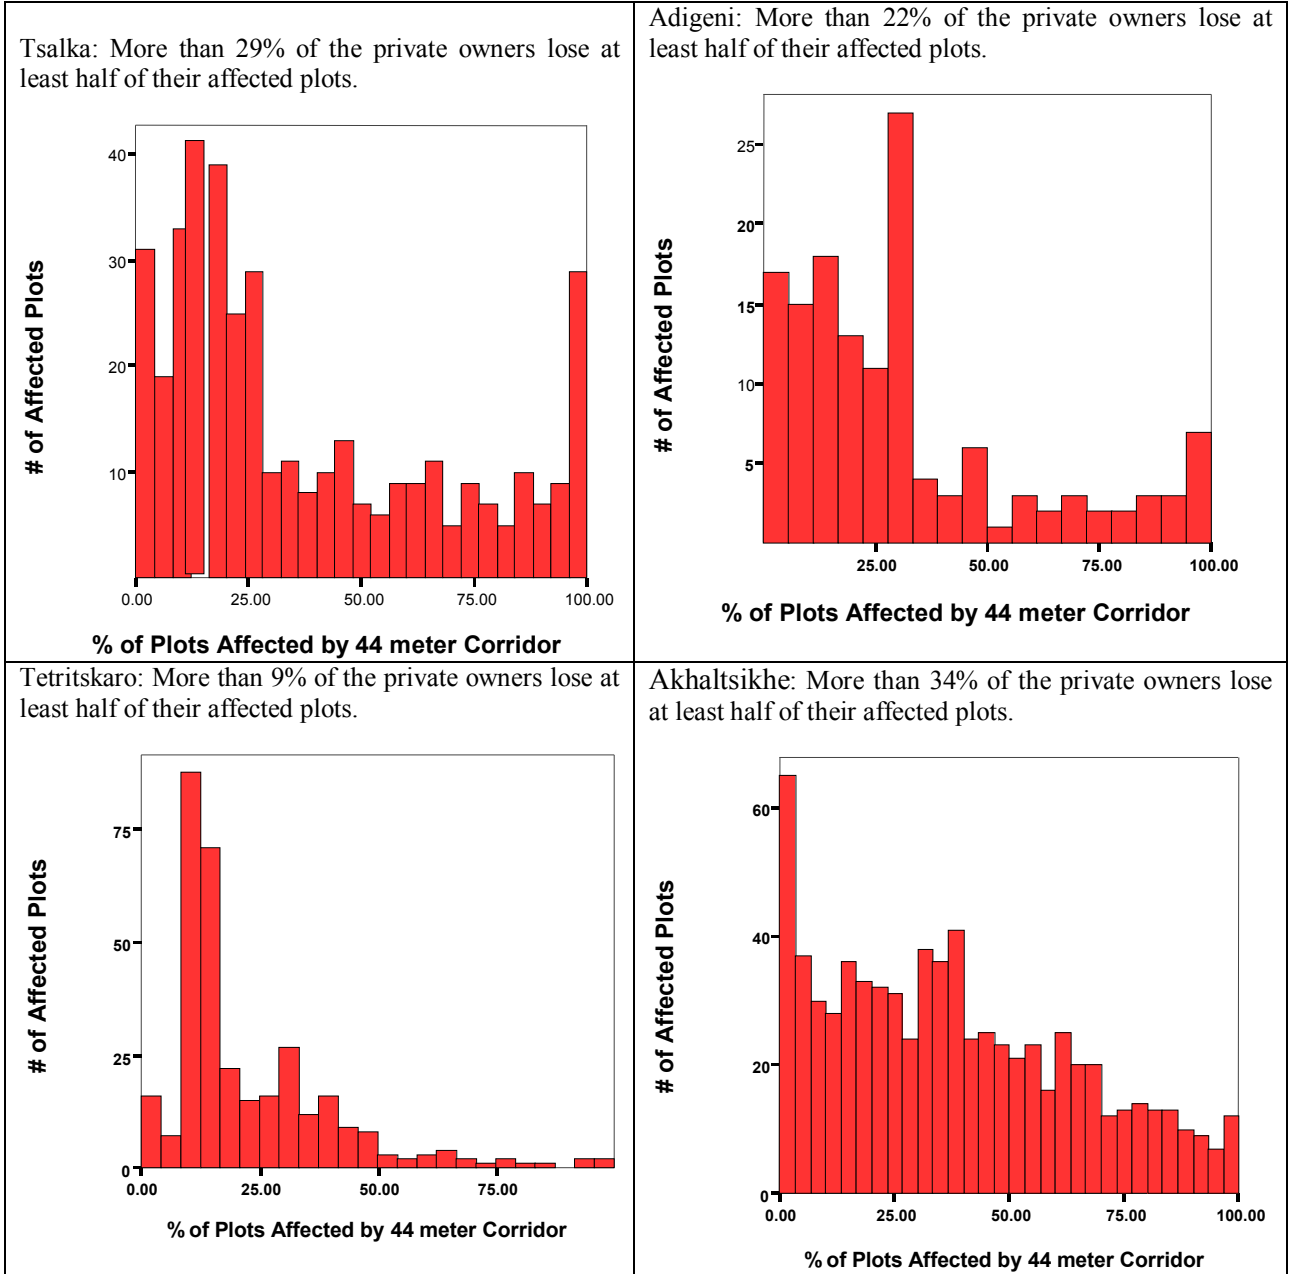 Tsalka: More than 29% of the private owners lose at
least half of their affected plots.
40
30
20
10
# of Affected Plots
0.00 25.00 50.00 75.00 100.00
% of Plots Affected by 44 meter Corridor
Adigeni: More than 22% of the private owners lose at
least half of their affected plots.
25
20
15
10
5
# of Affected Plots
25.00 50.00 75.00 100.00
% of Plots Affected by 44 meter Corridor
Tetritskaro: More than 9% of the private owners lose at
least half of their affected plots.
75
50
25
0
# of Affected Plots
0.00 25.00 50.00 75.00
% of Plots Affected by 44 meter Corridor
Akhaltsikhe: More than 34% of the private owners lose
at least half of their affected plots.
60
40
20
0
# of Affected Plots
0.00 25.00 50.00 75.00 100.00
% of Plots Affected by 44 meter Corridor